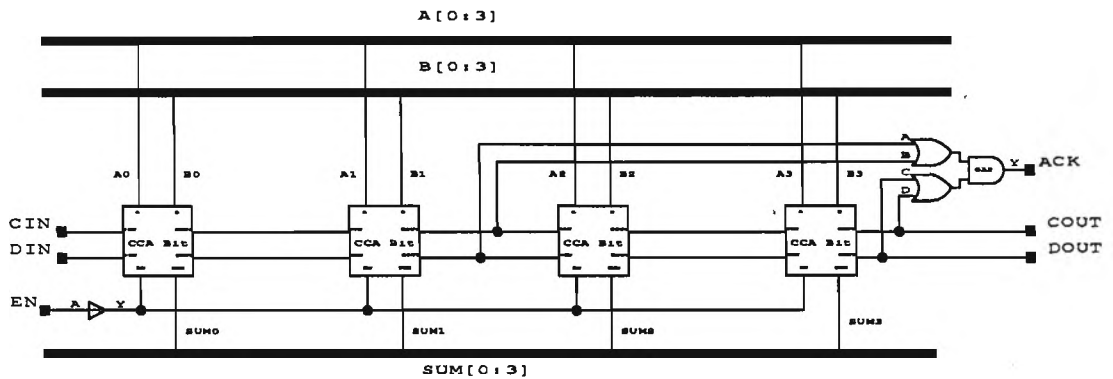 A[0:3]
B[0:3]
A0 B0 A1 B1 A2 B2 A3 B3
A
B
C
D
Y ACK
CIN
DIN
CCA Bit CCA Bit CCA Bit CCA Bit
COUT
DOUT
EN A Y
SUM0 SUM1 SUM2 SUM3
SUM[0:3]